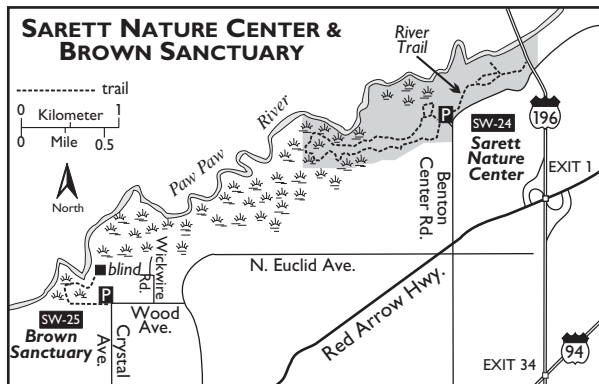 SARETT NATURE CENTER &
BROWN SANCTUARY
trail
0 Kilometer 1
0 Mile 0.5
North
River
Trail
Paw Paw River
P
SW-24
Sarett
Nature
Center
196
EXIT 1
Benton
Center Rd.
N. Euclid Ave.
Red Arrow Hwy.
Wickwire
Rd.
blind
P
Wood
Ave.
SW-25
Brown
Sanctuary
Crystal
Ave.
EXIT 34
94